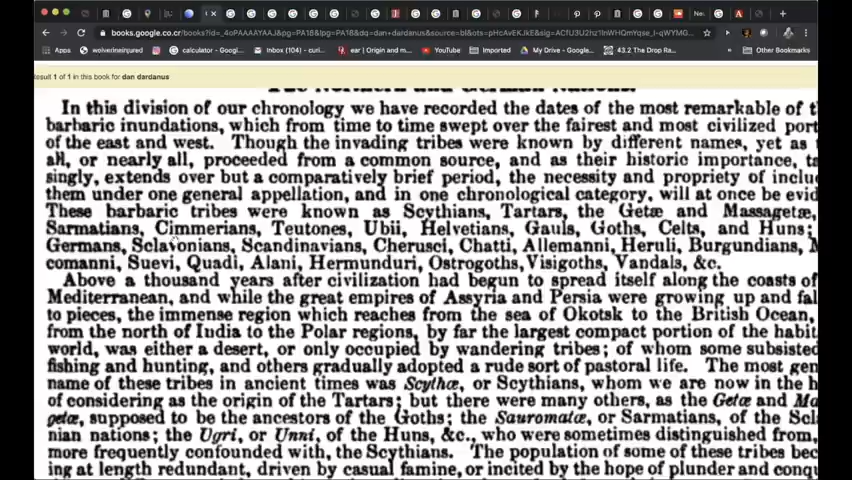 books.google.co.cr/books?id=_4oPAAAAYAAJ&pg=PA18&lpg=PA18&dq=dan+dardanus&source=bl&ots=
Apps wolverineinjured calculator - Googl... Inbox (104) - curi... ear | Origin and m... YouTube Imported My Drive - Google... 43.2 The Drop Ra... » Other Bookmarks
esult 1 of 1 in this book for dan dardanus
In this division of our chronology we have recorded the dates of the most remarkable of t
barbaric inundations, which from time to time swept over the fairest and most civilized port
of the east and west. Though the invading tribes were known by different names, yet as
all, or nearly all, proceeded from a common source, and as their historic importance, ta
singly, extends over but a comparatively brief period, the necessity and propriety of inclu
them under one general appellation, and in one chronological category, will at once be evid
These barbaric tribes were known as Scythians, Tartars, the Getæ and Massagetæ,
Sarmatians, Cimmerians, Teutones, Ubii, Helvetians, Gauls, Goths, Celts, and Huns;
Germans, Sclavonians, Scandinavians, Cherusci, Chatti, Allemanni, Heruli, Burgundians, M
comanni, Suevi, Quadi, Alani, Hermunduri, Ostrogoths, Visigoths, Vandals, &c.
Above a thousand years after civilization had begun to spread itself along the coasts of
Mediterranean, and while the great empires of Assyria and Persia were growing up and fal
to pieces, the immense region which reaches from the sea of Okotsk to the British Ocean,
from the north of India to the Polar regions, by far the largest compact portion of the habit
world, was either a desert, or only occupied by wandering tribes; of whom some subsisted
fishing and hunting, and others gradually adopted a rude sort of pastoral life. The most gen
name of these tribes in ancient times was Scythæ, or Scythians, whom we are now in the h
of considering as the origin of the Tartars; but there were many others, as the Getæ and Ma
getæ, supposed to be the ancestors of the Goths; the Sauromatæ, or Sarmatians, of the Scl
nian nations; the Ugri, or Unni, of the Huns, &c., who were sometimes distinguished from,
more frequently confounded with, the Scythians. The population of some of these tribes bec
ing at length redundant, driven by casual famine, or incited by the hope of plunder and conqu